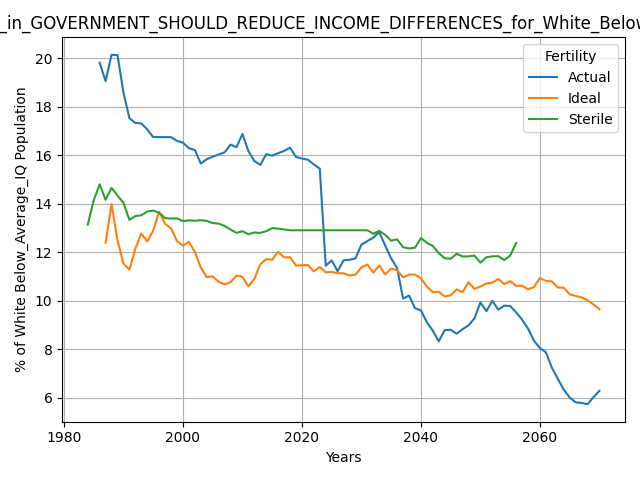 _in_GOVERNMENT_SHOULD_REDUCE_INCOME_DIFFERENCES_for_White_Below
Fertility
Actual
Ideal
Sterile
% of White Below_Average_IQ Population
20
18
16
14
12
10
8
6
1980
2000
2020
2040
2060
Years